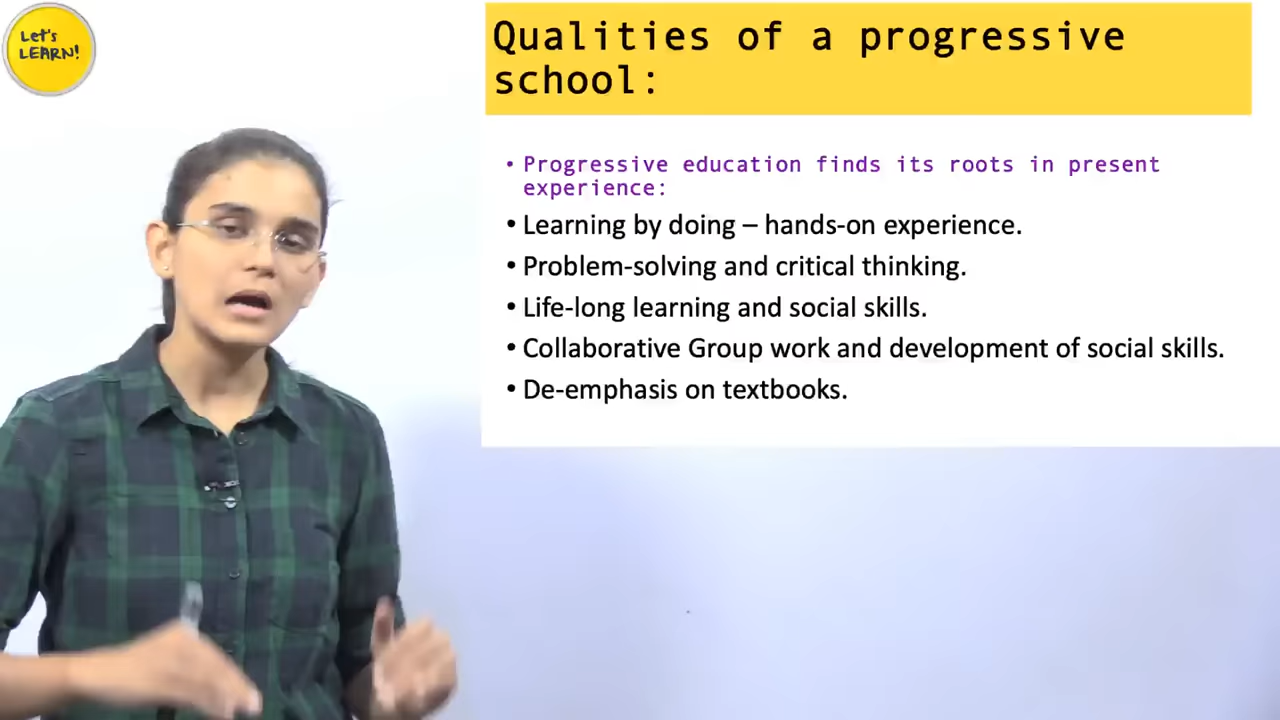 Let's
LEARN!
Qualities of a progressive
school:
• Progressive education finds its roots in present
experience:
• Learning by doing – hands-on experience.
• Problem-solving and critical thinking.
• Life-long learning and social skills.
• Collaborative Group work and development of social skills.
• De-emphasis on textbooks.